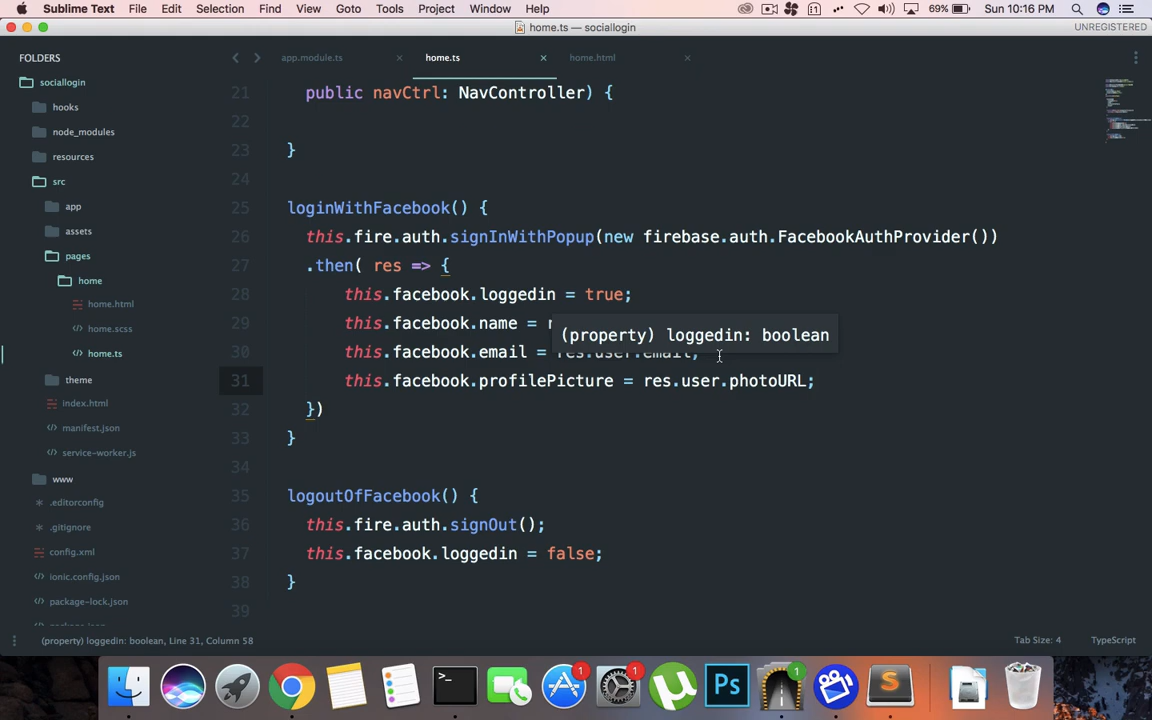 Sublime Text File Edit Selection Find View Goto Tools Project Window Help 69% Sun 10:16 PM
home.ts — sociallogin UNREGISTERED
FOLDERS
sociallogin
hooks
node_modules
resources
src
app
assets
pages
home
home.html
home.scss
home.ts
theme
index.html
manifest.json
service-worker.js
www
.editorconfig
.gitignore
config.xml
ionic.config.json
package-lock.json
app.module.ts home.ts home.html
21 public navCtrl: NavController) {
22
23 }
24
25 loginWithFacebook() {
26 this.fire.auth.signInWithPopup(new firebase.auth.FacebookAuthProvider())
27 .then( res => {
28 this.facebook.loggedin = true;
29 this.facebook.name =
(property) loggedin: boolean
30 this.facebook.email = res.user.email;
31 this.facebook.profilePicture = res.user.photoURL;
32 })
33 }
34
35 logoutOfFacebook() {
36 this.fire.auth.signOut();
37 this.facebook.loggedin = false;
38 }
39
(property) loggedin: boolean, Line 31, Column 58 Tab Size: 4 TypeScript
>_
1
1
Ps
1
S